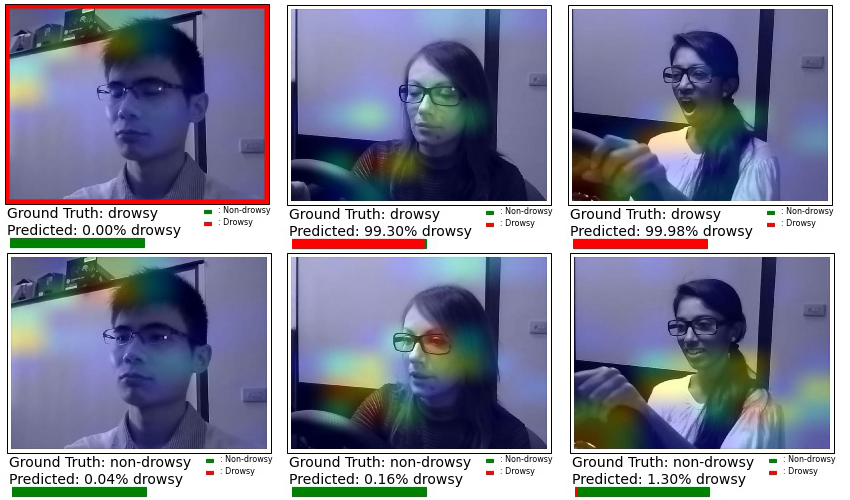 Ground Truth: drowsy
Predicted: 0.00% drowsy
: Non-drowsy
: Drowsy
Ground Truth: drowsy
Predicted: 99.30% drowsy
: Non-drowsy
: Drowsy
Ground Truth: drowsy
Predicted: 99.98% drowsy
: Non-drowsy
: Drowsy
Ground Truth: non-drowsy
Predicted: 0.04% drowsy
: Non-drowsy
: Drowsy
Ground Truth: non-drowsy
Predicted: 0.16% drowsy
: Non-drowsy
: Drowsy
Ground Truth: non-drowsy
Predicted: 1.30% drowsy
: Non-drowsy
: Drowsy